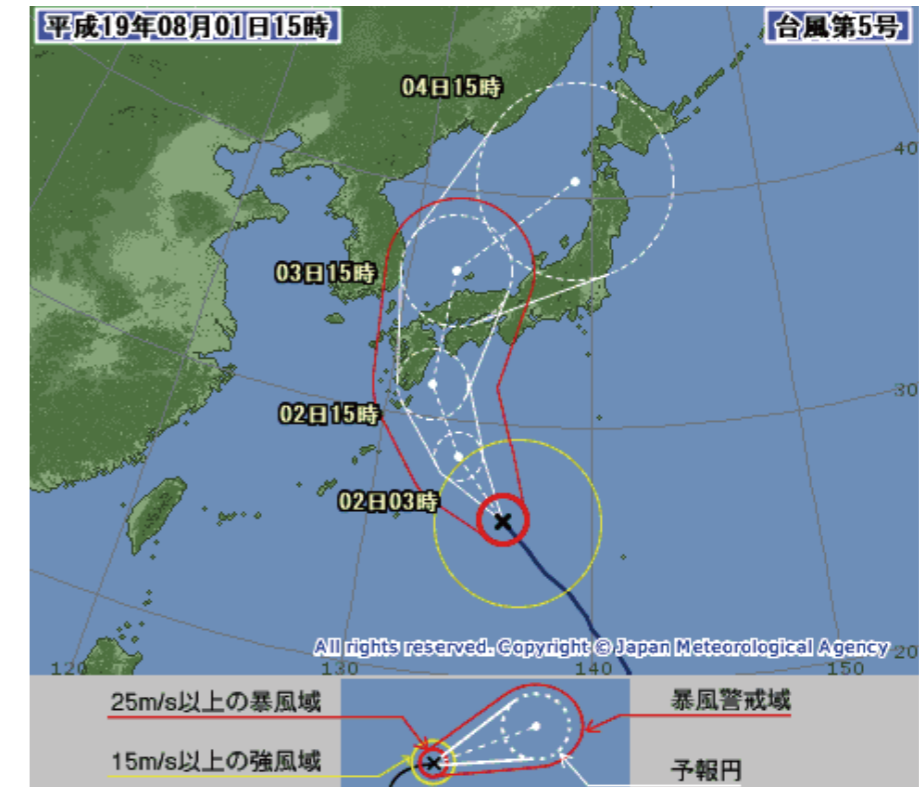 平成19年08月01日15時
台風第5号
04日15時
40
03日15時
30
02日15時
02日03時
All rights reserved. Copyright © Japan Meteorological Agency
20
120
130
140
150
25m/s以上の暴風域
暴風警戒域
15m/s以上の強風域
予報円